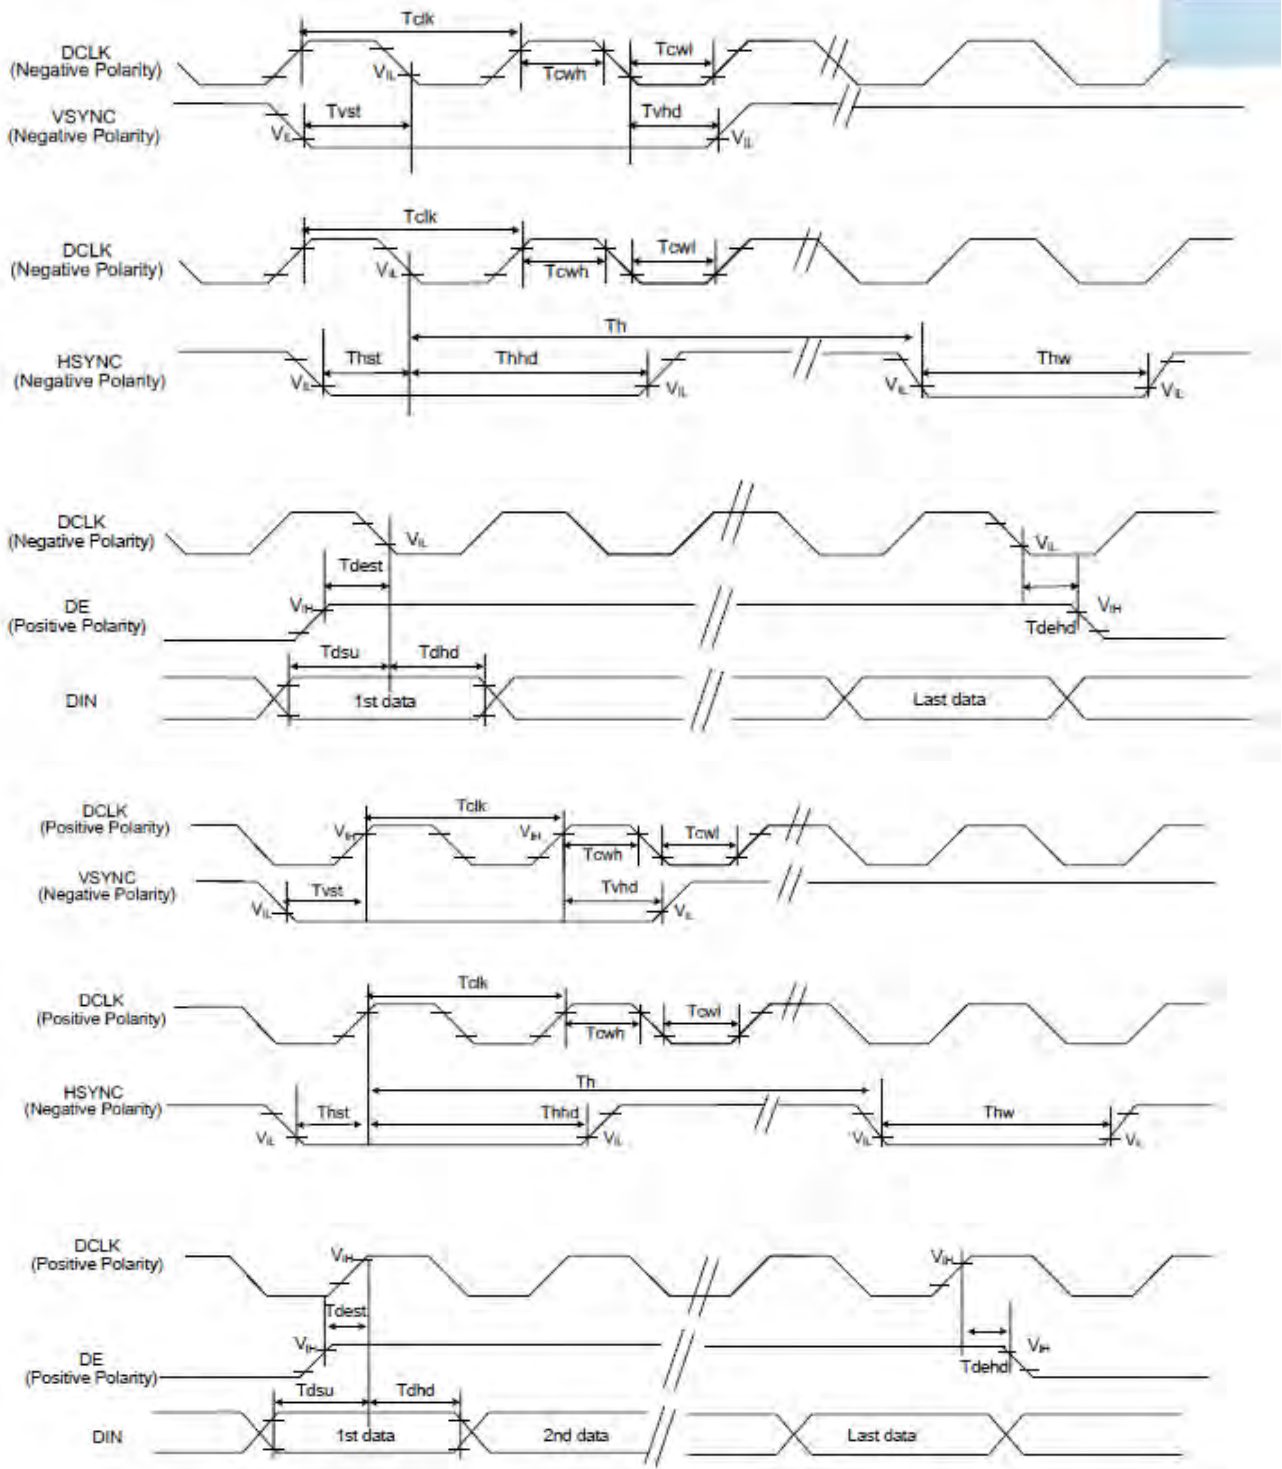 Tclk
DCLK
(Negative Polarity)
VIL
Tcwh
Tcwl
VSYNC
(Negative Polarity)
VIL
Tvst
Tvhd
VIL
Tclk
DCLK
(Negative Polarity)
VIL
Tcwh
Tcwl
Th
HSYNC
(Negative Polarity)
VIL
Thst
Thhd
VIL
VIL
Thw
VIL
DCLK
(Negative Polarity)
VIL
VIL
Tdest
DE
(Positive Polarity)
VIH
VIH
Tdehd
Tdsu
Tdhd
DIN
1st data
Last data
DCLK
(Positive Polarity)
VIH
Tclk
VIH
Tcwh
Tcwl
VSYNC
(Negative Polarity)
VIL
Tvst
Tvhd
VIL
Tclk
DCLK
(Positive Polarity)
Tcwh
Tcwl
Th
HSYNC
(Negative Polarity)
VIL
Thst
Thhd
VIL
VIL
Thw
VIL
DCLK
(Positive Polarity)
VIH
VIH
Tdest
DE
(Positive Polarity)
VIH
VIH
Tdehd
Tdsu
Tdhd
DIN
1st data
2nd data
Last data